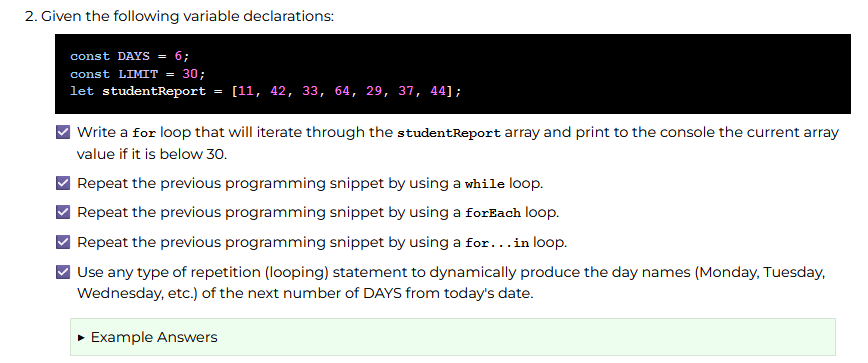 2. Given the following variable declarations:
const DAYS = 6;
const LIMIT = 30;
let studentReport = [11, 42, 33, 64, 29, 37, 44];
Write a for loop that will iterate through the studentReport array and print to the console the current array
value if it is below 30.
Repeat the previous programming snippet by using a while loop.
Repeat the previous programming snippet by using a forEach loop.
Repeat the previous programming snippet by using a for...in loop.
Use any type of repetition (looping) statement to dynamically produce the day names (Monday, Tuesday,
Wednesday, etc.) of the next number of DAYS from today's date.
▸ Example Answers